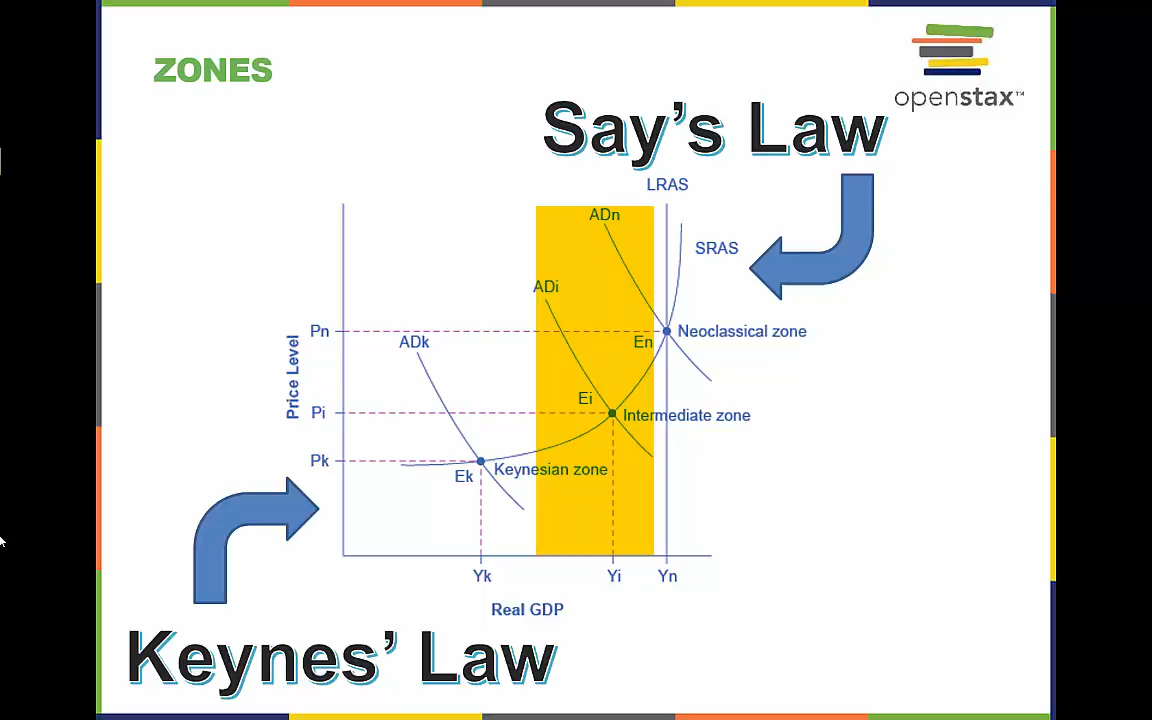 ZONES
openstax™
Say's Law
LRAS
ADn
SRAS
ADi
Pn
Neoclassical zone
ADk
En
Price Level
Ei
Pi
Intermediate zone
Pk
Keynesian zone
Ek
Yk
Yi
Yn
Real GDP
Keynes' Law